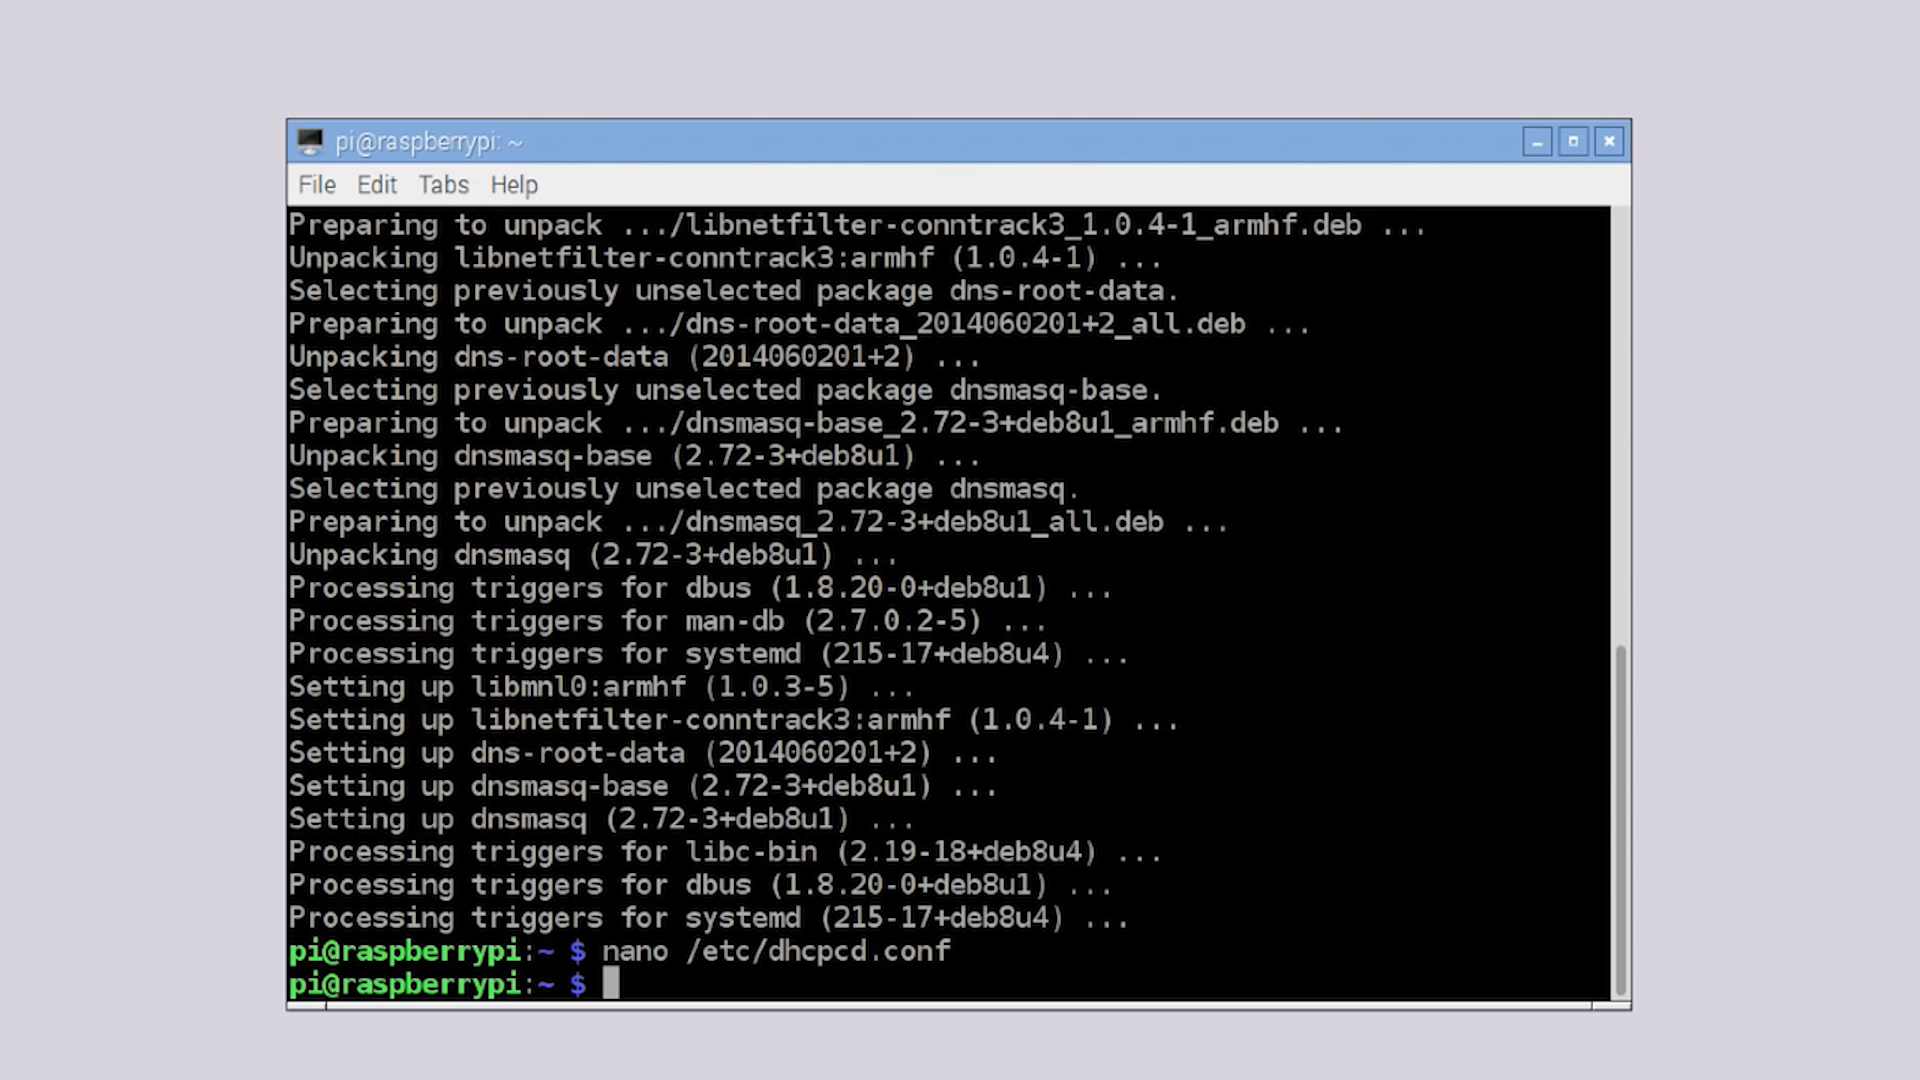 pi@raspberrypi: ~
File Edit Tabs Help
Preparing to unpack .../libnetfilter-conntrack3_1.0.4-1_armhf.deb ...
Unpacking libnetfilter-conntrack3:armhf (1.0.4-1) ...
Selecting previously unselected package dns-root-data.
Preparing to unpack .../dns-root-data_2014060201+2_all.deb ...
Unpacking dns-root-data (2014060201+2) ...
Selecting previously unselected package dnsmasq-base.
Preparing to unpack .../dnsmasq-base_2.72-3+deb8u1_armhf.deb ...
Unpacking dnsmasq-base (2.72-3+deb8u1) ...
Selecting previously unselected package dnsmasq.
Preparing to unpack .../dnsmasq_2.72-3+deb8u1_all.deb ...
Unpacking dnsmasq (2.72-3+deb8u1) ...
Processing triggers for dbus (1.8.20-0+deb8u1) ...
Processing triggers for man-db (2.7.0.2-5) ...
Processing triggers for systemd (215-17+deb8u4) ...
Setting up libmnl0:armhf (1.0.3-5) ...
Setting up libnetfilter-conntrack3:armhf (1.0.4-1) ...
Setting up dns-root-data (2014060201+2) ...
Setting up dnsmasq-base (2.72-3+deb8u1) ...
Setting up dnsmasq (2.72-3+deb8u1) ...
Processing triggers for libc-bin (2.19-18+deb8u4) ...
Processing triggers for dbus (1.8.20-0+deb8u1) ...
Processing triggers for systemd (215-17+deb8u4) ...
pi@raspberrypi:~ $ nano /etc/dhcpcd.conf
pi@raspberrypi:~ $